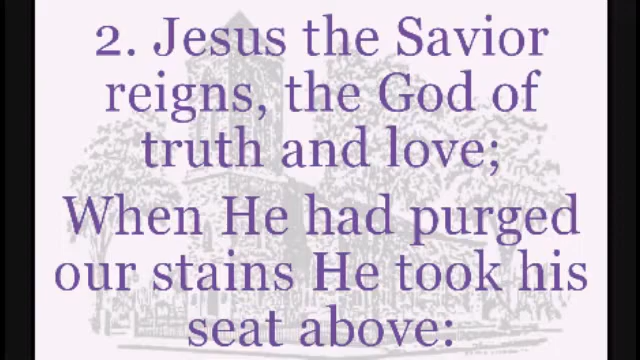 2. Jesus the Savior
reigns, the God of
truth and love;
When He had purged
our stains He took his
seat above: